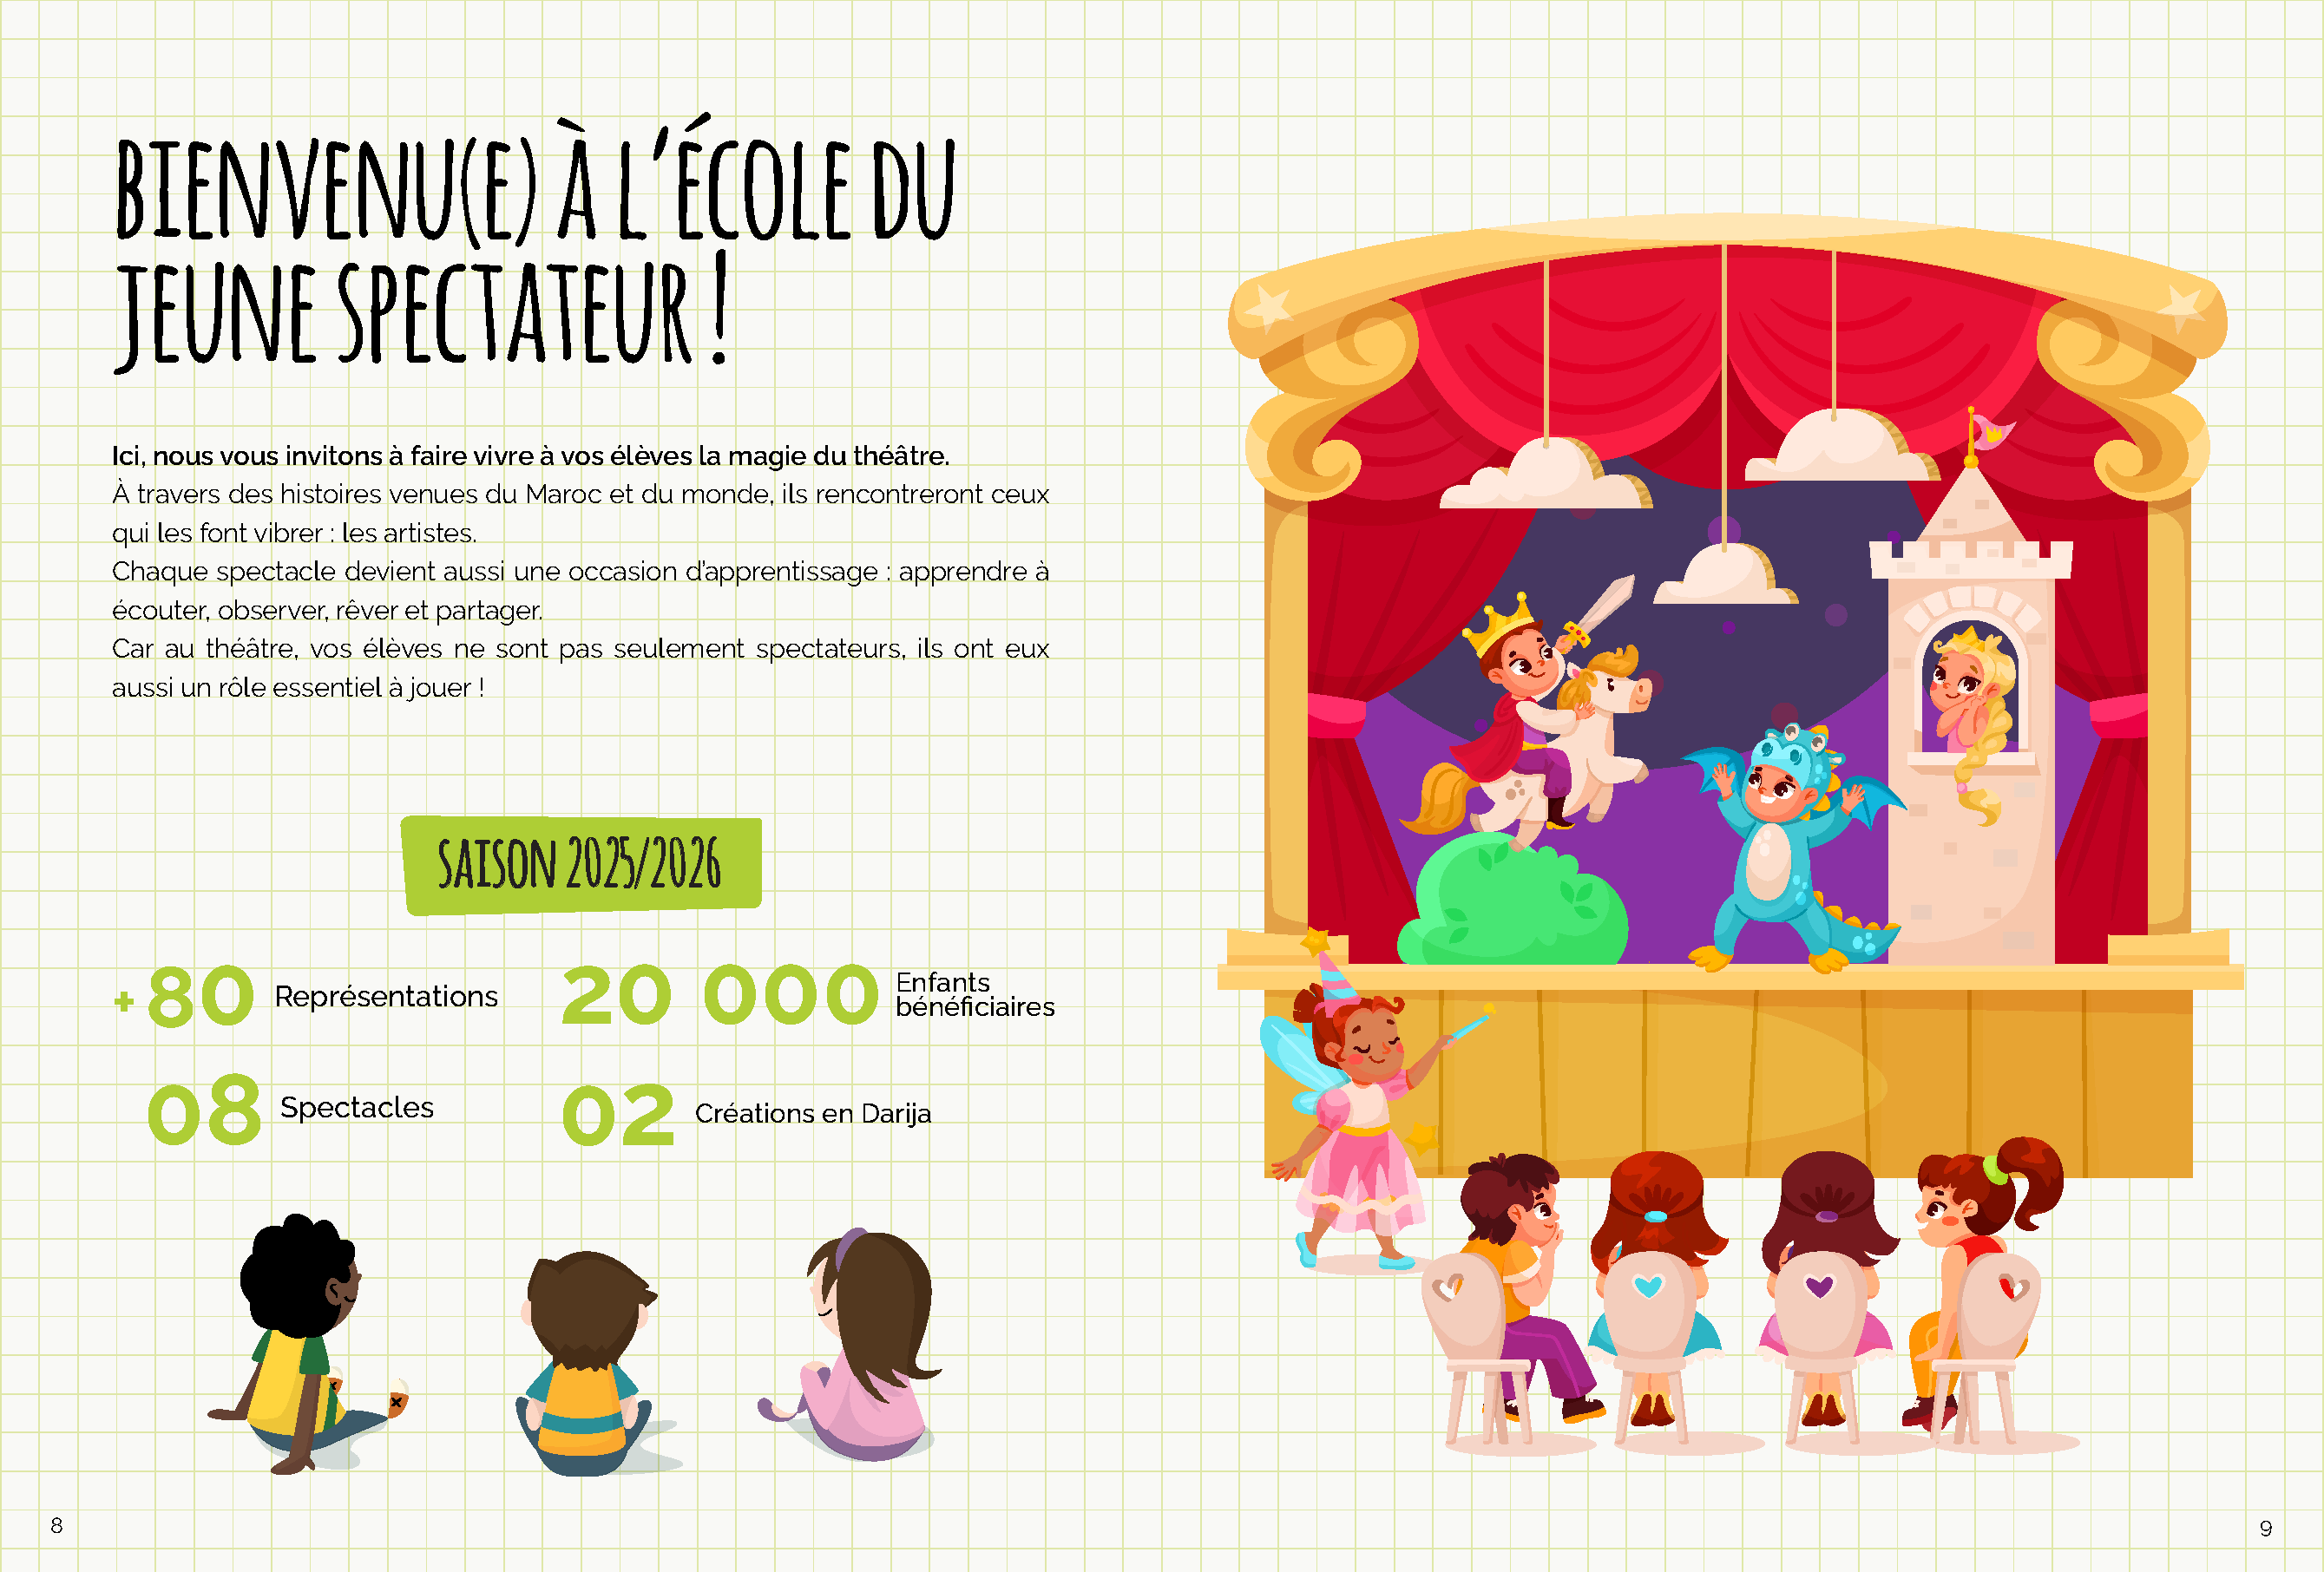 BIENVENU(E) À L'ÉCOLE DU
JEUNE SPECTATEUR !
Ici, nous vous invitons à faire vivre à vos élèves la magie du théâtre.
À travers des histoires venues du Maroc et du monde, ils rencontreront ceux
qui les font vibrer : les artistes.
Chaque spectacle devient aussi une occasion d'apprentissage : apprendre à
écouter, observer, rêver et partager.
Car au théâtre, vos élèves ne sont pas seulement spectateurs, ils ont eux
aussi un rôle essentiel à jouer !
SAISON 2025/2026
+80 Représentations
20 000 Enfants
bénéficiaires
08 Spectacles
02 Créations en Darija
8
9